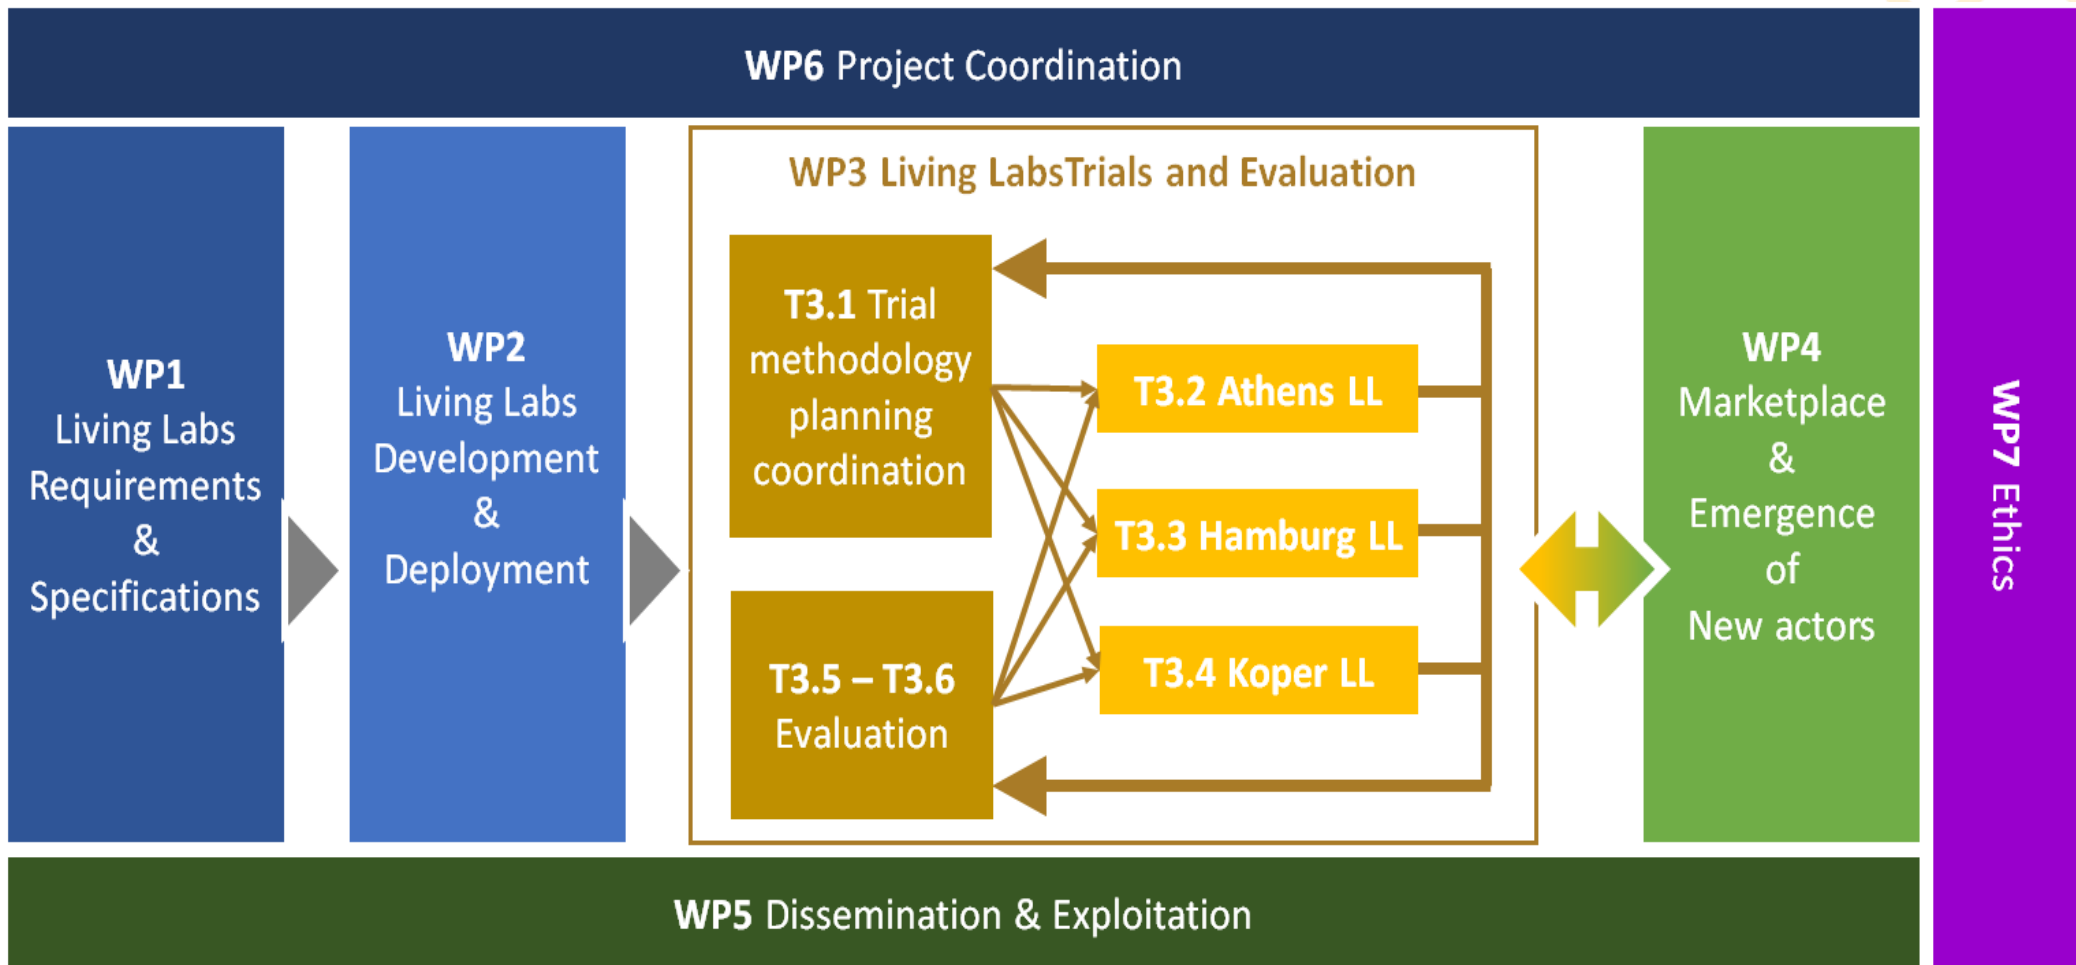 WP6 Project Coordination
WP1
Living Labs
Requirements
&
Specifications
WP2
Living Labs
Development
&
Deployment
WP3 Living LabsTrials and Evaluation
T3.1 Trial
methodology
planning
coordination
T3.5 – T3.6
Evaluation
T3.2 Athens LL
T3.3 Hamburg LL
T3.4 Koper LL
WP4
Marketplace
&
Emergence
of
New actors
WP7 Ethics
WP5 Dissemination & Exploitation